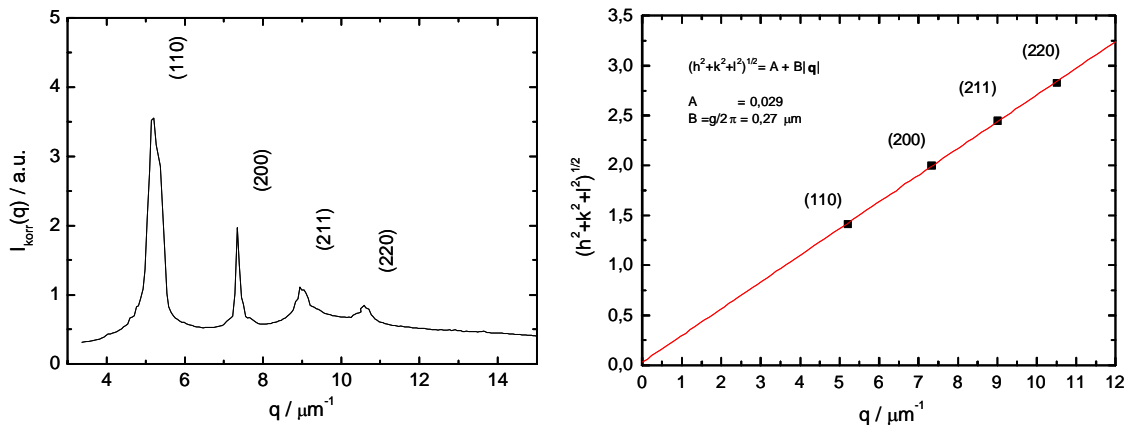 5
4
3
2
1
0
4 6 8 10 12 14
I_korr(q) / a.u.
q / μm⁻¹
(110)
(200)
(211)
(220)
3,5
3,0
2,5
2,0
1,5
1,0
0,5
0,0
0 1 2 3 4 5 6 7 8 9 10 11 12
(h²+k²+l²)^1/2
q / μm⁻¹
(h²+k²+l²)^1/2 = A + B|q|
A = 0,029
B =g/2π = 0,27 μm
(110)
(200)
(211)
(220)